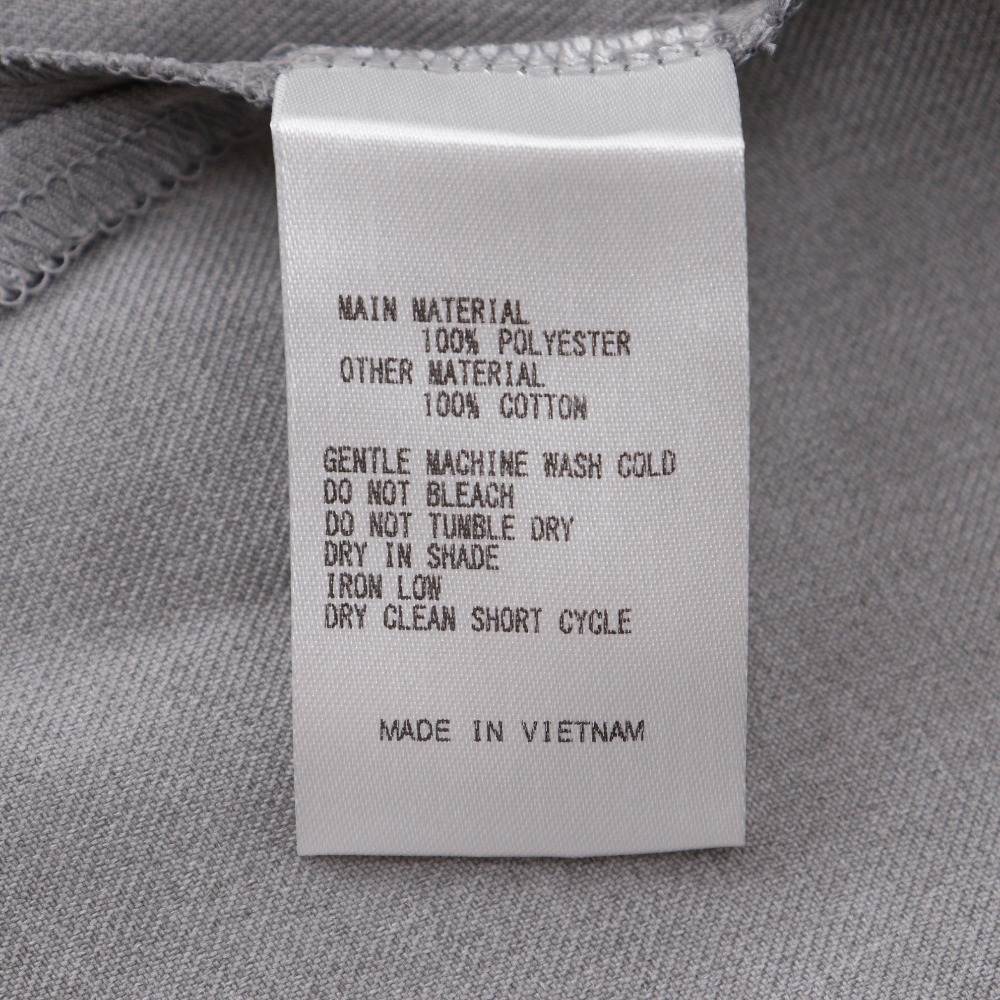 MAIN MATERIAL
100% POLYESTER
OTHER MATERIAL
100% COTTON
GENTLE MACHINE WASH COLD
DO NOT BLEACH
DO NOT TUMBLE DRY
DRY IN SHADE
IRON LOW
DRY CLEAN SHORT CYCLE
MADE IN VIETNAM